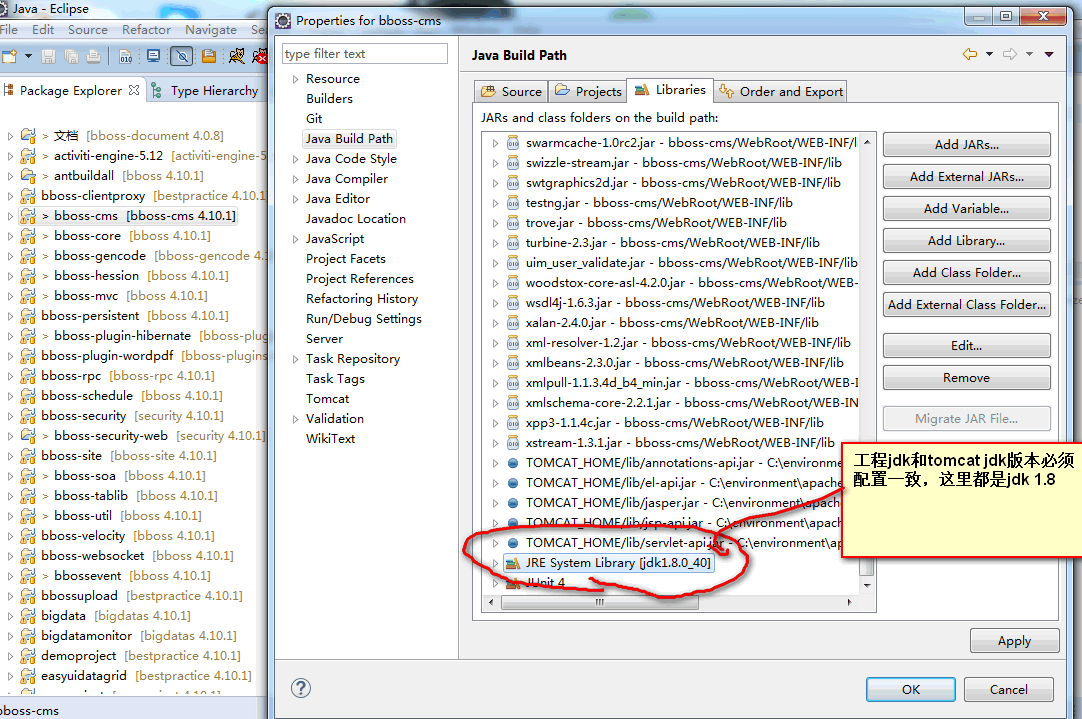 Java - Eclipse
File Edit Source Refactor Navigate Se
Package Explorer Type Hierarchy
> 文档 [bboss-document 4.0.8]
> activiti-engine-5.12 [activiti-engine-5
> antbuildall [bboss 4.10.1]
bboss-clientproxy [bestpractice 4.10.1]
> bboss-cms [bboss-cms 4.10.1]
> bboss-core [bboss 4.10.1]
> bboss-gencode [bboss-gencode 4.
> bboss-hession [bboss 4.10.1]
> bboss-mvc [bboss 4.10.1]
bboss-persistent [bboss 4.10.1]
> bboss-plugin-hibernate [bboss-plug
bboss-plugin-wordpdf [bboss-plugins
bboss-rpc [bboss-rpc 4.10.1]
bboss-schedule [bboss 4.10.1]
bboss-security [security 4.10.1]
> bboss-security-web [security 4.10.1]
bboss-site [bboss-site 4.10.1]
> bboss-soa [bboss 4.10.1]
> bboss-tablib [bboss 4.10.1]
> bboss-util [bboss 4.10.1]
bboss-velocity [bboss 4.10.1]
bboss-websocket [bboss 4.10.1]
> bbossevent [bboss 4.10.1]
bbossupload [bestpractice 4.10.1]
bigdata [bigdatas 4.10.1]
bigdatamonitor [bigdatas 4.10.1]
demoproject [bestpractice 4.10.1]
easyuidatagrid [bestpractice 4.10.1]
bboss-cms
Properties for bboss-cms
type filter text
Resource
Builders
Git
Java Build Path
Java Code Style
Java Compiler
Java Editor
Javadoc Location
JavaScript
Project Facets
Project References
Refactoring History
Run/Debug Settings
Server
Task Repository
Task Tags
Tomcat
Validation
WikiText
Java Build Path
Source Projects Libraries Order and Export
JARs and class folders on the build path:
swarmcache-1.0rc2.jar - bboss-cms/WebRoot/WEB-INF/l
swizzle-stream.jar - bboss-cms/WebRoot/WEB-INF/lib
swtgraphics2d.jar - bboss-cms/WebRoot/WEB-INF/lib
testng.jar - bboss-cms/WebRoot/WEB-INF/lib
trove.jar - bboss-cms/WebRoot/WEB-INF/lib
turbine-2.3.jar - bboss-cms/WebRoot/WEB-INF/lib
uim_user_validate.jar - bboss-cms/WebRoot/WEB-INF/lib
woodstox-core-asl-4.2.0.jar - bboss-cms/WebRoot/WEB-
wsdl4j-1.6.3.jar - bboss-cms/WebRoot/WEB-INF/lib
xalan-2.4.0.jar - bboss-cms/WebRoot/WEB-INF/lib
xml-resolver-1.2.jar - bboss-cms/WebRoot/WEB-INF/lib
xmlbeans-2.3.0.jar - bboss-cms/WebRoot/WEB-INF/lib
xmlpull-1.1.3.4d_b4_min.jar - bboss-cms/WebRoot/WEB-I
xmlschema-core-2.2.1.jar - bboss-cms/WebRoot/WEB-IN
xpp3-1.1.4c.jar - bboss-cms/WebRoot/WEB-INF/lib
xstream-1.3.1.jar - bboss-cms/WebRoot/WEB-INF/lib
TOMCAT_HOME/lib/annotations-api.jar - C:\environme
TOMCAT_HOME/lib/el-api.jar - C:\environment\apache
TOMCAT_HOME/lib/jasper.jar - C:\environment\apache
TOMCAT_HOME/lib/jsp-api.jar - C:\environment\apach
TOMCAT_HOME/lib/servlet-api.jar - C:\environment\ap
JRE System Library [jdk1.8.0_40]
JUnit 4
Add JARs...
Add External JARs...
Add Variable...
Add Library...
Add Class Folder...
Add External Class Folder...
Edit...
Remove
Migrate JAR File...
工程jdk和tomcat jdk版本必须
配置一致，这里都是jdk 1.8
Apply
OK Cancel